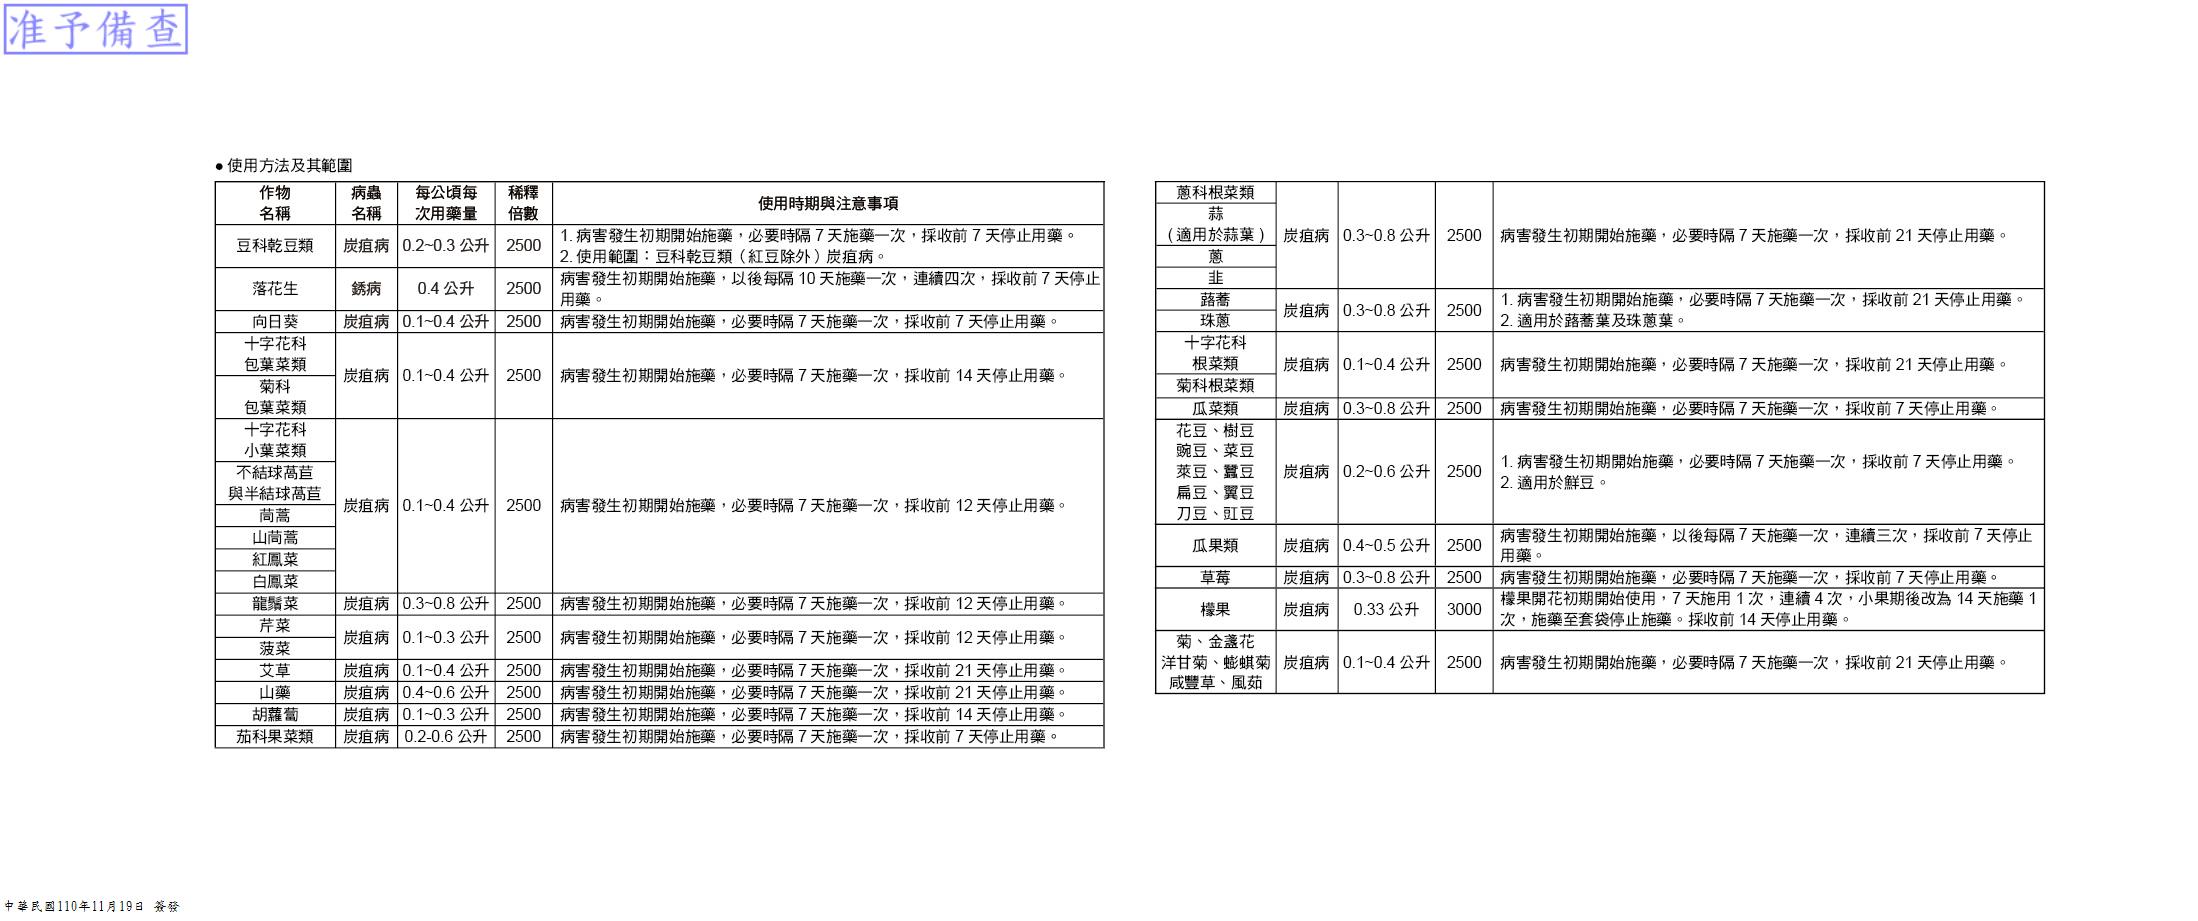 准予備查
● 使用方法及其範圍
作物
名稱
病蟲
名稱
每公頃每
次用藥量
稀釋
倍數
使用時期與注意事項
豆科乾豆類
炭疽病
0.2~0.3 公升
2500
1. 病害發生初期開始施藥，必要時隔 7 天施藥一次，採收前 7 天停止用藥。
2. 使用範圍：豆科乾豆類（紅豆除外）炭疽病。
落花生
銹病
0.4 公升
2500
病害發生初期開始施藥，以後每隔 10 天施藥一次，連續四次，採收前 7 天停止
用藥。
向日葵
炭疽病
0.1~0.4 公升
2500
病害發生初期開始施藥，必要時隔 7 天施藥一次，採收前 7 天停止用藥。
十字花科
包葉菜類
菊科
包葉菜類
炭疽病
0.1~0.4 公升
2500
病害發生初期開始施藥，必要時隔 7 天施藥一次，採收前 14 天停止用藥。
十字花科
小葉菜類
不結球萵苣
與半結球萵苣
茼蒿
山茼蒿
紅鳳菜
白鳳菜
炭疽病
0.1~0.4 公升
2500
病害發生初期開始施藥，必要時隔 7 天施藥一次，採收前 12 天停止用藥。
龍鬚菜
炭疽病
0.3~0.8 公升
2500
病害發生初期開始施藥，必要時隔 7 天施藥一次，採收前 12 天停止用藥。
芹菜
菠菜
炭疽病
0.1~0.3 公升
2500
病害發生初期開始施藥，必要時隔 7 天施藥一次，採收前 12 天停止用藥。
艾草
炭疽病
0.1~0.4 公升
2500
病害發生初期開始施藥，必要時隔 7 天施藥一次，採收前 21 天停止用藥。
山藥
炭疽病
0.4~0.6 公升
2500
病害發生初期開始施藥，必要時隔 7 天施藥一次，採收前 21 天停止用藥。
胡蘿蔔
炭疽病
0.1~0.3 公升
2500
病害發生初期開始施藥，必要時隔 7 天施藥一次，採收前 14 天停止用藥。
茄科果菜類
炭疽病
0.2-0.6 公升
2500
病害發生初期開始施藥，必要時隔 7 天施藥一次，採收前 7 天停止用藥。
蔥科根菜類
蒜
（適用於蒜葉）
蔥
韭
炭疽病
0.3~0.8 公升
2500
病害發生初期開始施藥，必要時隔 7 天施藥一次，採收前 21 天停止用藥。
蕗蕎
珠蔥
炭疽病
0.3~0.8 公升
2500
1. 病害發生初期開始施藥，必要時隔 7 天施藥一次，採收前 21 天停止用藥。
2. 適用於蕗蕎葉及珠蔥葉。
十字花科
根菜類
菊科根菜類
炭疽病
0.1~0.4 公升
2500
病害發生初期開始施藥，必要時隔 7 天施藥一次，採收前 21 天停止用藥。
瓜菜類
炭疽病
0.3~0.8 公升
2500
病害發生初期開始施藥，必要時隔 7 天施藥一次，採收前 7 天停止用藥。
花豆、樹豆
豌豆、菜豆
萊豆、蠶豆
扁豆、翼豆
刀豆、豇豆
炭疽病
0.2~0.6 公升
2500
1. 病害發生初期開始施藥，必要時隔 7 天施藥一次，採收前 7 天停止用藥。
2. 適用於鮮豆。
瓜果類
炭疽病
0.4~0.5 公升
2500
病害發生初期開始施藥，以後每隔 7 天施藥一次，連續三次，採收前 7 天停止
用藥。
草莓
炭疽病
0.3~0.8 公升
2500
病害發生初期開始施藥，必要時隔 7 天施藥一次，採收前 7 天停止用藥。
檬果
炭疽病
0.33 公升
3000
檬果開花初期開始使用，7 天施用 1 次，連續 4 次，小果期後改為 14 天施藥 1
次，施藥至套袋停止施藥。採收前 14 天停止用藥。
菊、金盞花
洋甘菊、蟛蜞菊
咸豐草、風茹
炭疽病
0.1~0.4 公升
2500
病害發生初期開始施藥，必要時隔 7 天施藥一次，採收前 21 天停止用藥。
中華民國110年11月19日 簽發